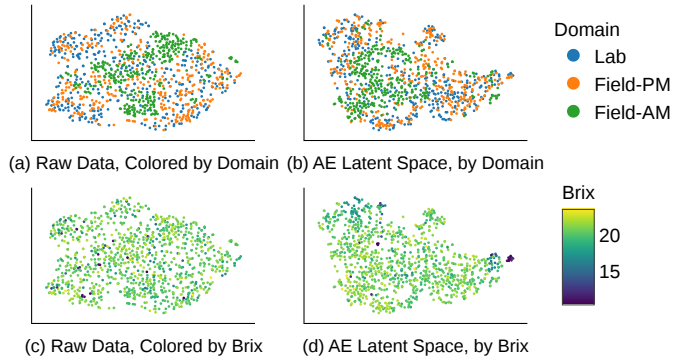 Domain
Lab
Field-PM
Field-AM
(a) Raw Data, Colored by Domain
(b) AE Latent Space, by Domain
Brix
20
15
(c) Raw Data, Colored by Brix
(d) AE Latent Space, by Brix